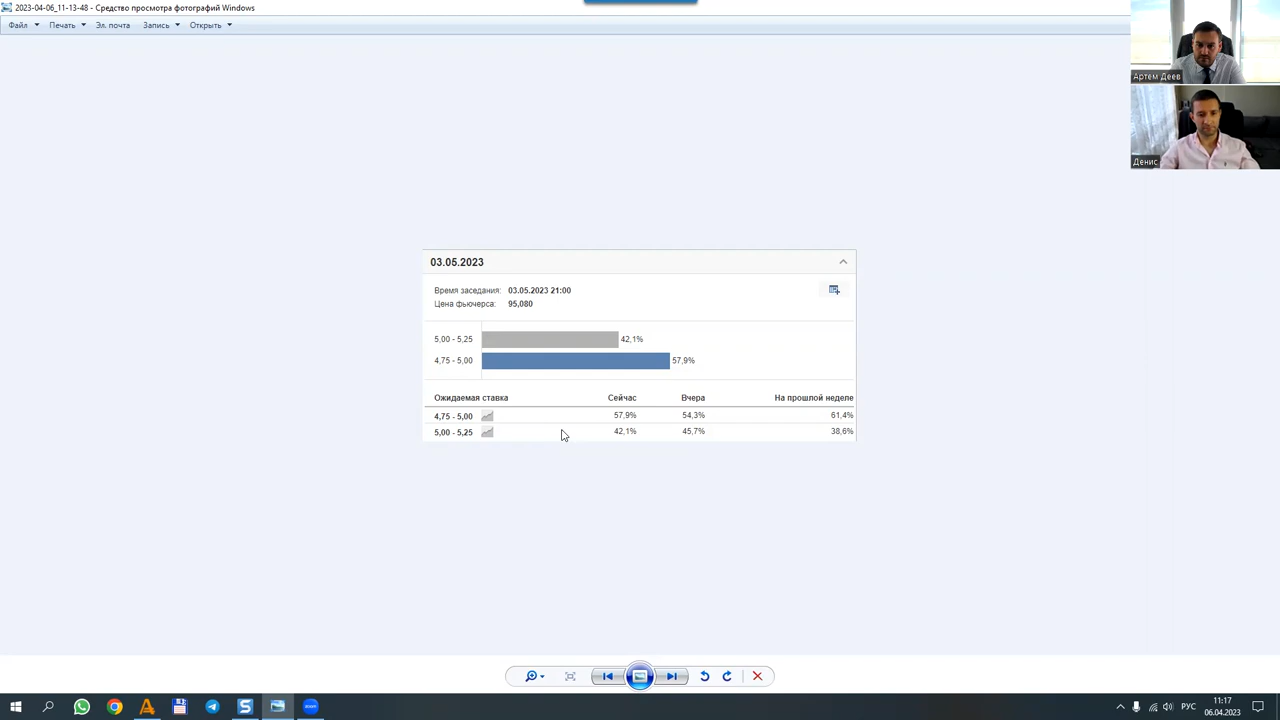 2023-04-06_11-13-48 - Средство просмотра фотографий Windows
Файл Печать Эл. почта Запись Открыть
Артем Деев
Денис
03.05.2023
Время заседания: 03.05.2023 21:00
Цена фьючерса: 95,080
5,00 - 5,25 42,1%
4,75 - 5,00 57,9%
Ожидаемая ставка Сейчас Вчера На прошлой неделе
4,75 - 5,00 57,9% 54,3% 61,4%
5,00 - 5,25 42,1% 45,7% 38,6%
РУС
11:17
06.04.2023